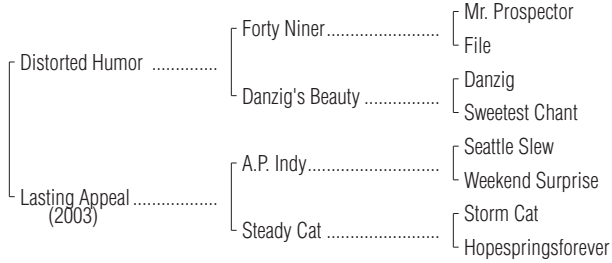 Mr. Prospector
Forty Niner......................
File
Distorted Humor ...............
Danzig
Danzig's Beauty .................
Sweetest Chant
Seattle Slew
A.P. Indy..............................
Weekend Surprise
Lasting Appeal ...................
(2003)
Storm Cat
Steady Cat .........................
Hopespringsforever